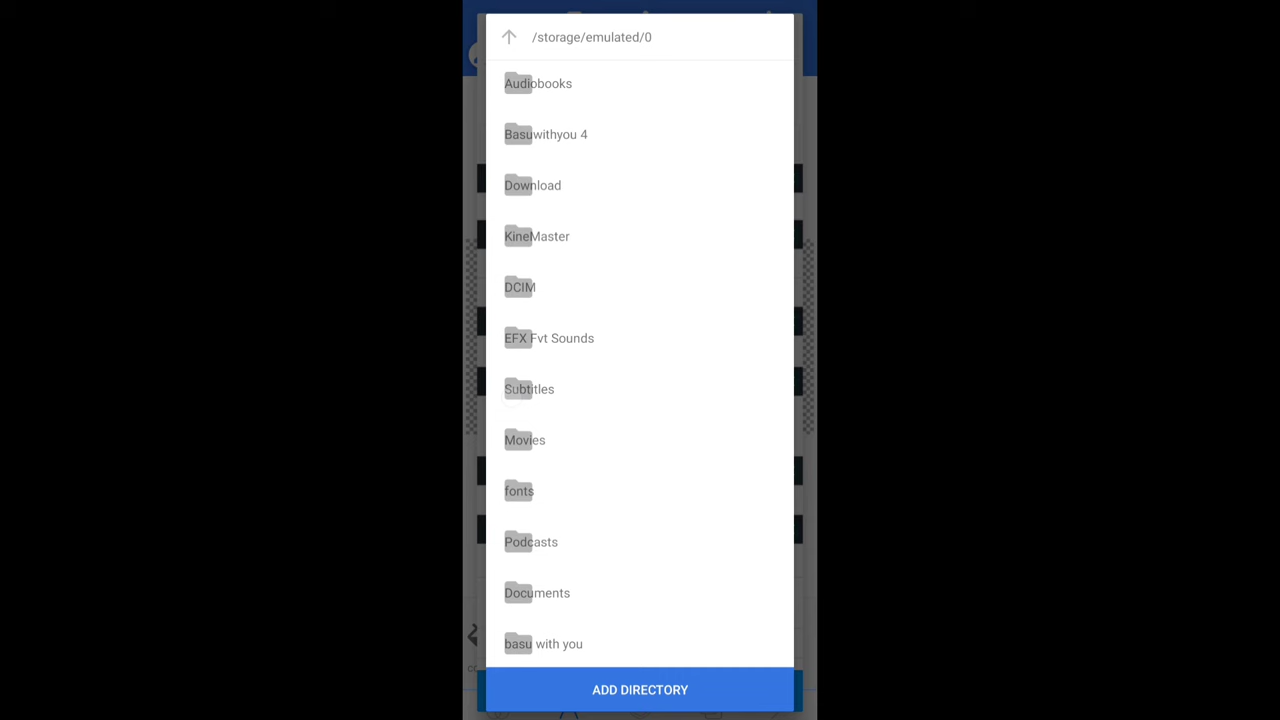 /storage/emulated/0
Audiobooks
Basuwithyou 4
Download
KineMaster
DCIM
EFX Fvt Sounds
Subtitles
Movies
fonts
Podcasts
Documents
basu with you
ADD DIRECTORY